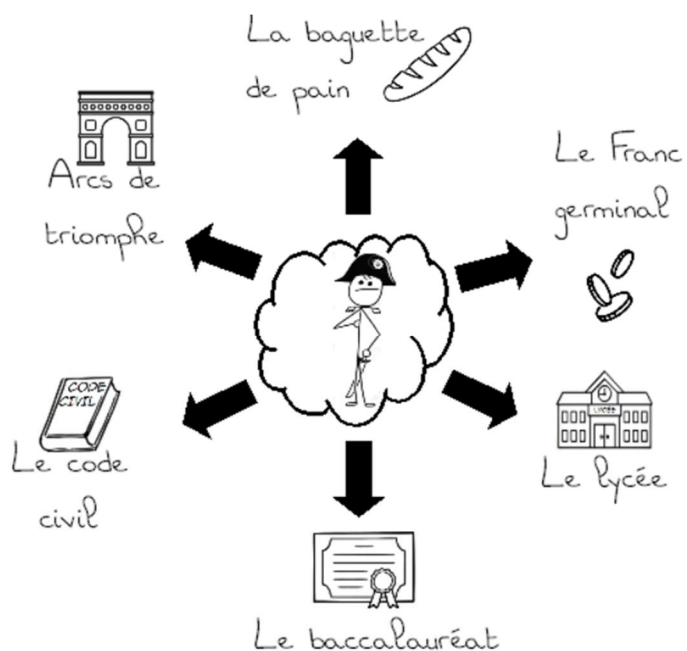 La baguette
de pain
Arcs de
triomphe
Le Franc
germinal
CODE
CIVIL
Le code
civil
LYCÉE
Le lycée
Le baccalauréat